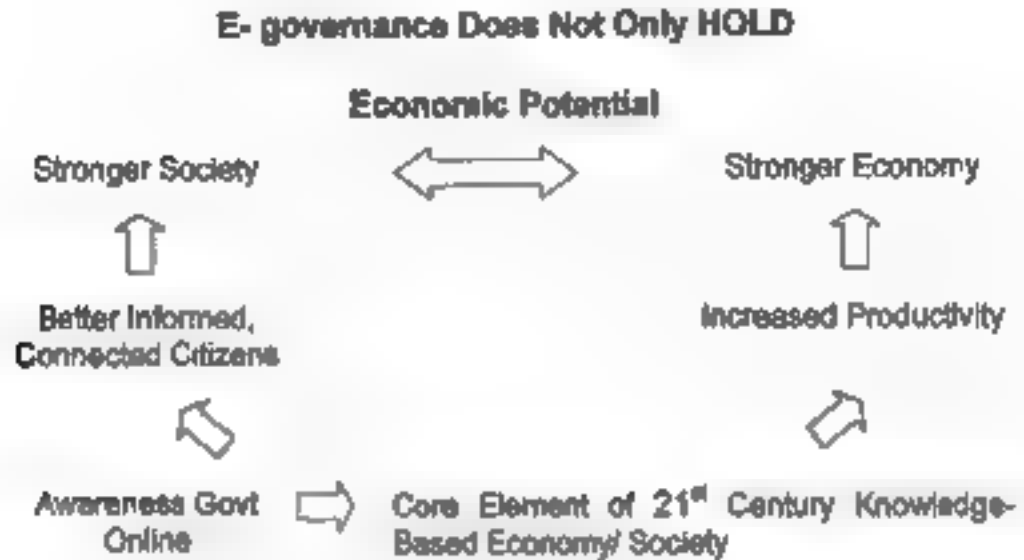 E- governance Does Not Only HOLD
Economic Potential
Stronger Society
Stronger Economy
Better Informed,
Connected Citizens
Increased Productivity
Awareness Govt
Online
Core Element of 21st Century Knowledge-
Based Economy/ Society